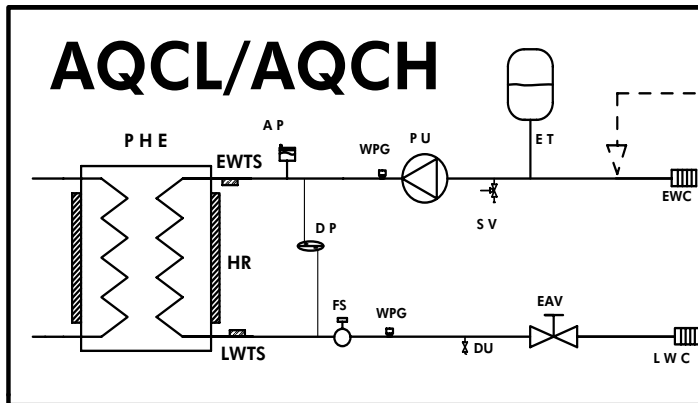 AQCL/AQCH
A P
P U
P H E
WPG
E T
EWTS
EWC
S V
D P
HR
FS
WPG
EAV
DU
LWTS
L W C